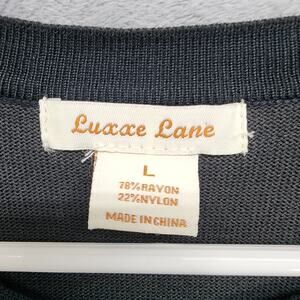 Luxxe Lane
L
78%RAYON
22%NYLON
MADE IN CHINA